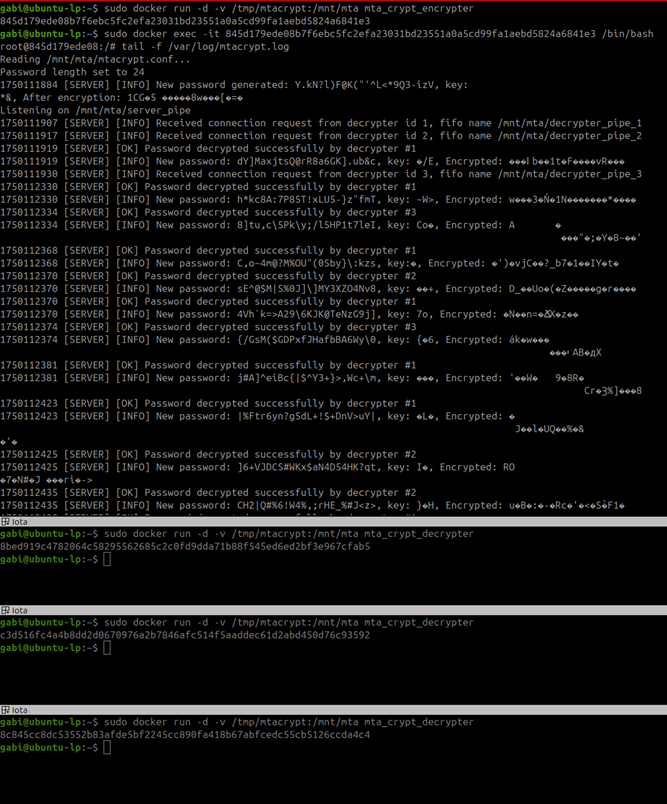 gabi@ubuntu-lp:~$ sudo docker run -d -v /tmp/mtacrypt:/mnt/mta mta_crypt_encrypter
845d179ede08b7f6ebc5fc2efa23031bd23551a0a5cd99fa1aebd5824a6841e3
gabi@ubuntu-lp:~$ sudo docker exec -it 845d179ede08b7f6ebc5fc2efa23031bd23551a0a5cd99fa1aebd5824a6841e3 /bin/bash
root@845d179ede08:/# tail -f /var/log/mtacrypt.log
Reading /mnt/mta/mtacrypt.conf...
Password length set to 24
1750111884 [SERVER] [INFO] New password generated: Y.kN?l)F@K("'^L<*9Q3-izV, key:
*&, After encryption: 1CG�S �����8w���[�=�
Listening on /mnt/mta/server_pipe
1750111907 [SERVER] [INFO] Received connection request from decrypter id 1, fifo name /mnt/mta/decrypter_pipe_1
1750111917 [SERVER] [INFO] Received connection request from decrypter id 2, fifo name /mnt/mta/decrypter_pipe_2
1750111919 [SERVER] [OK] Password decrypted successfully by decrypter #1
1750111919 [SERVER] [INFO] New password: dY]MaxjtsQ@rR8a6GK].ub&c, key: �/E, Encrypted:
1750111930 [SERVER] [INFO] Received connection request from decrypter id 3, fifo name /mnt/mta/decrypter_pipe_3
1750112330 [SERVER] [OK] Password decrypted successfully by decrypter #1
1750112330 [SERVER] [INFO] New password: h*kc8A:7P85T!xLU5-}z"fmT, key: ~W>, Encrypted:
1750112334 [SERVER] [OK] Password decrypted successfully by decrypter #3
1750112334 [SERVER] [INFO] New password: 8]tu,c\SPk\y;/l5HP1t7leI, key: Co�, Encrypted: A �
���"�;�Y�8~��'
1750112368 [SERVER] [OK] Password decrypted successfully by decrypter #1
1750112368 [SERVER] [INFO] New password: C,o~4m@?M%OU"(0Sby}\:kzs, key:�, Encrypted: �')�vjC��?_b7�1��IY�t�
1750112370 [SERVER] [OK] Password decrypted successfully by decrypter #2
1750112370 [SERVER] [INFO] New password: sE^@$M|S%0J]\]MY3XZO4Nv8, key: ��+, Encrypted: D_��Uo�(�Z�����g�r����
1750112370 [SERVER] [OK] Password decrypted successfully by decrypter #1
1750112370 [SERVER] [INFO] New password: 4Vh`k=>A29\6KJK@TeNzG9j], key: 7o, Encrypted:
1750112374 [SERVER] [OK] Password decrypted successfully by decrypter #3
1750112374 [SERVER] [INFO] New password: {/GsM($GDPxfJHafbBA6Wy\0, key: {�6, Encrypted: ák�w���
1750112381 [SERVER] [OK] Password decrypted successfully by decrypter #1
1750112381 [SERVER] [INFO] New password: j#A]^eiBc{|$^Y3+}>,Wc+\m, key: ���, Encrypted: '��W� 9�8R�
1750112423 [SERVER] [OK] Password decrypted successfully by decrypter #1
1750112423 [SERVER] [INFO] New password: |%Ftr6yn?g5dL+!$+DnV>uY|, key: �L�, Encrypted: �
J��l�UQ��%�&
�'�
1750112425 [SERVER] [OK] Password decrypted successfully by decrypter #2
1750112425 [SERVER] [INFO] New password: ]6+VJDCS#WKx$aN4D54HK?qt, key: I�, Encrypted: RO
1750112435 [SERVER] [OK] Password decrypted successfully by decrypter #2
1750112435 [SERVER] [INFO] New password: CH2|Q#%6!W4%,;rHE_%#J<z>, key: }�H, Encrypted:
Iota
gabi@ubuntu-lp:~$ sudo docker run -d -v /tmp/mtacrypt:/mnt/mta mta_crypt_decrypter
8bed919c4782064c58295562685c2c0fd9dda71b88f545ed6ed2bf3e967cfab5
gabi@ubuntu-lp:~$
Iota
gabi@ubuntu-lp:~$ sudo docker run -d -v /tmp/mtacrypt:/mnt/mta mta_crypt_decrypter
c3d516fc4a4b8dd2d0670976a2b7846afc514f5aaddec61d2abd450d76c93592
gabi@ubuntu-lp:~$
Iota
gabi@ubuntu-lp:~$ sudo docker run -d -v /tmp/mtacrypt:/mnt/mta mta_crypt_decrypter
8c845cc8dc53552b83afde5bf2245cc890fa418b67abfcedc55cb5126ccda4c4
gabi@ubuntu-lp:~$